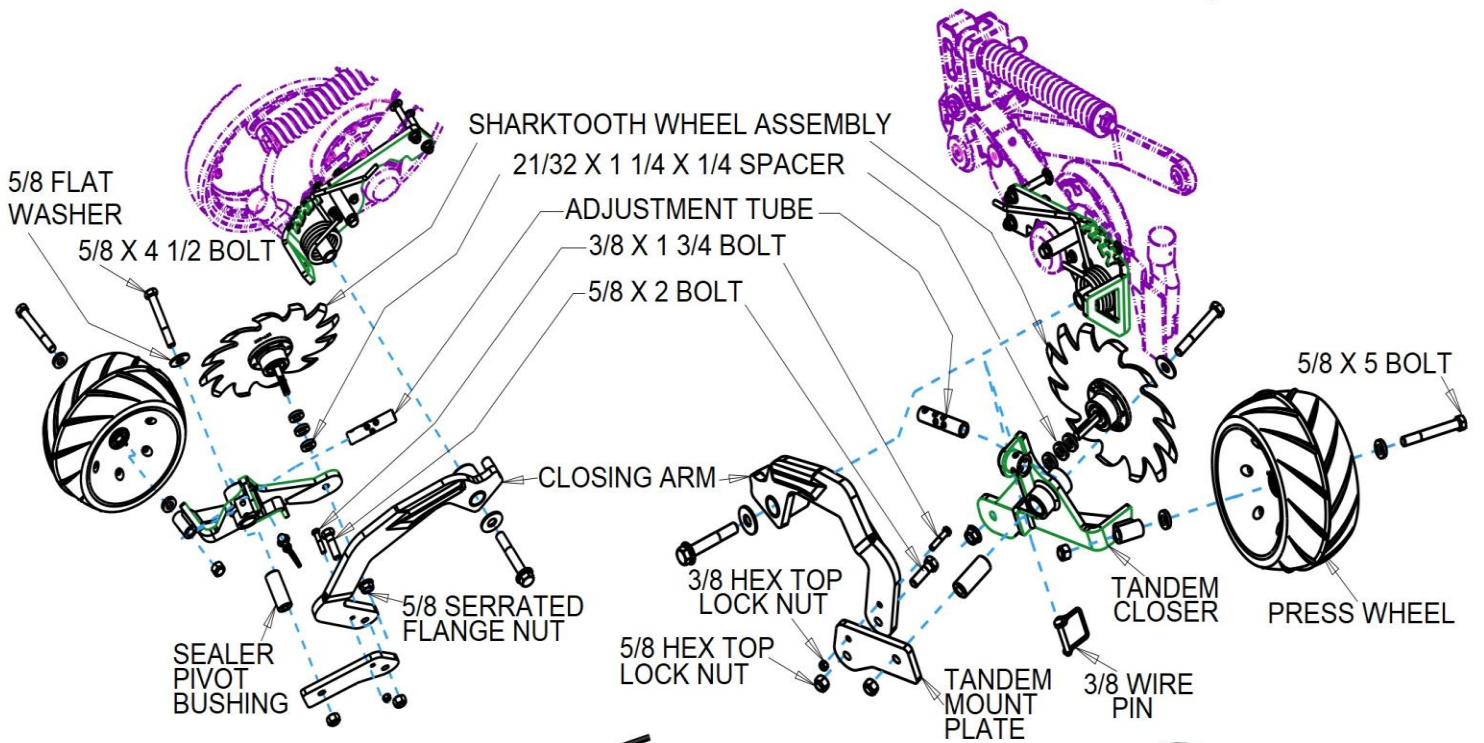 SHARKTOOTH WHEEL ASSEMBLY
21/32 X 1 1/4 X 1/4 SPACER
5/8 FLAT
WASHER
ADJUSTMENT TUBE
5/8 X 4 1/2 BOLT
3/8 X 1 3/4 BOLT
5/8 X 2 BOLT
5/8 X 5 BOLT
CLOSING ARM
3/8 HEX TOP
LOCK NUT
TANDEM
CLOSER
PRESS WHEEL
5/8 SERRATED
FLANGE NUT
5/8 HEX TOP
LOCK NUT
SEALER
PIVOT
BUSHING
TANDEM
MOUNT
PLATE
3/8 WIRE
PIN